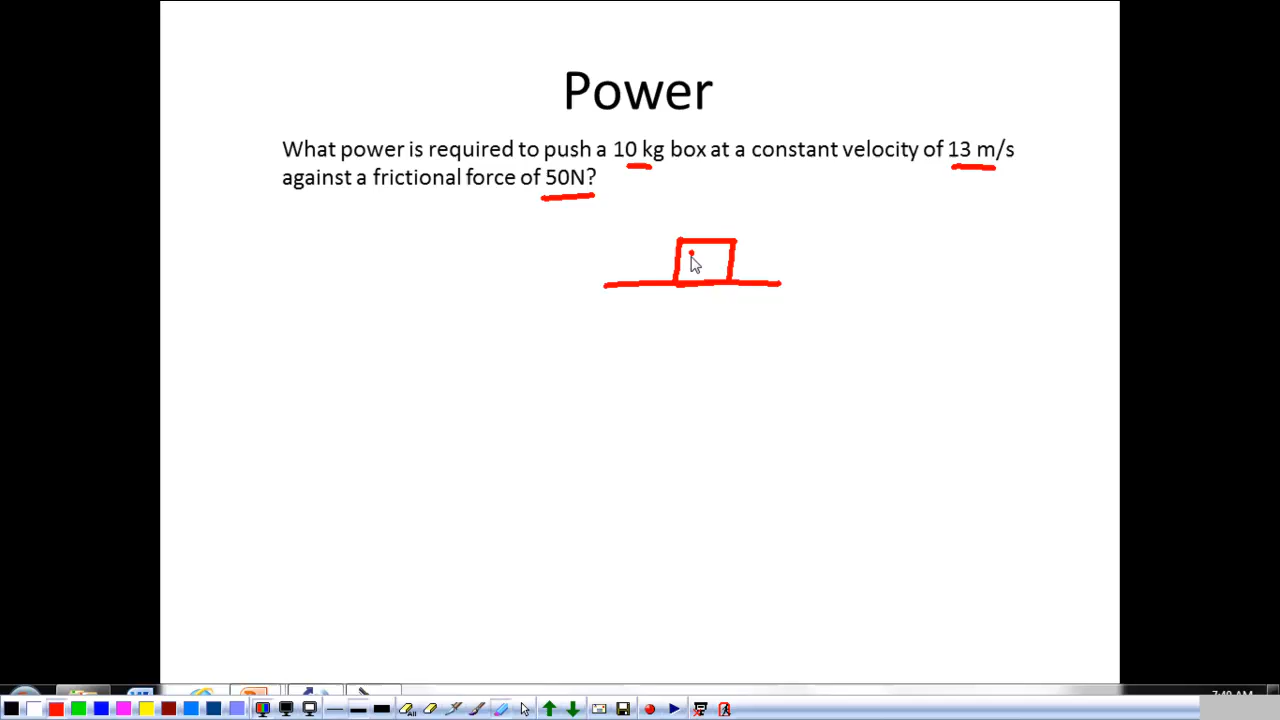 Power
What power is required to push a 10 kg box at a constant velocity of 13 m/s
against a frictional force of 50N?